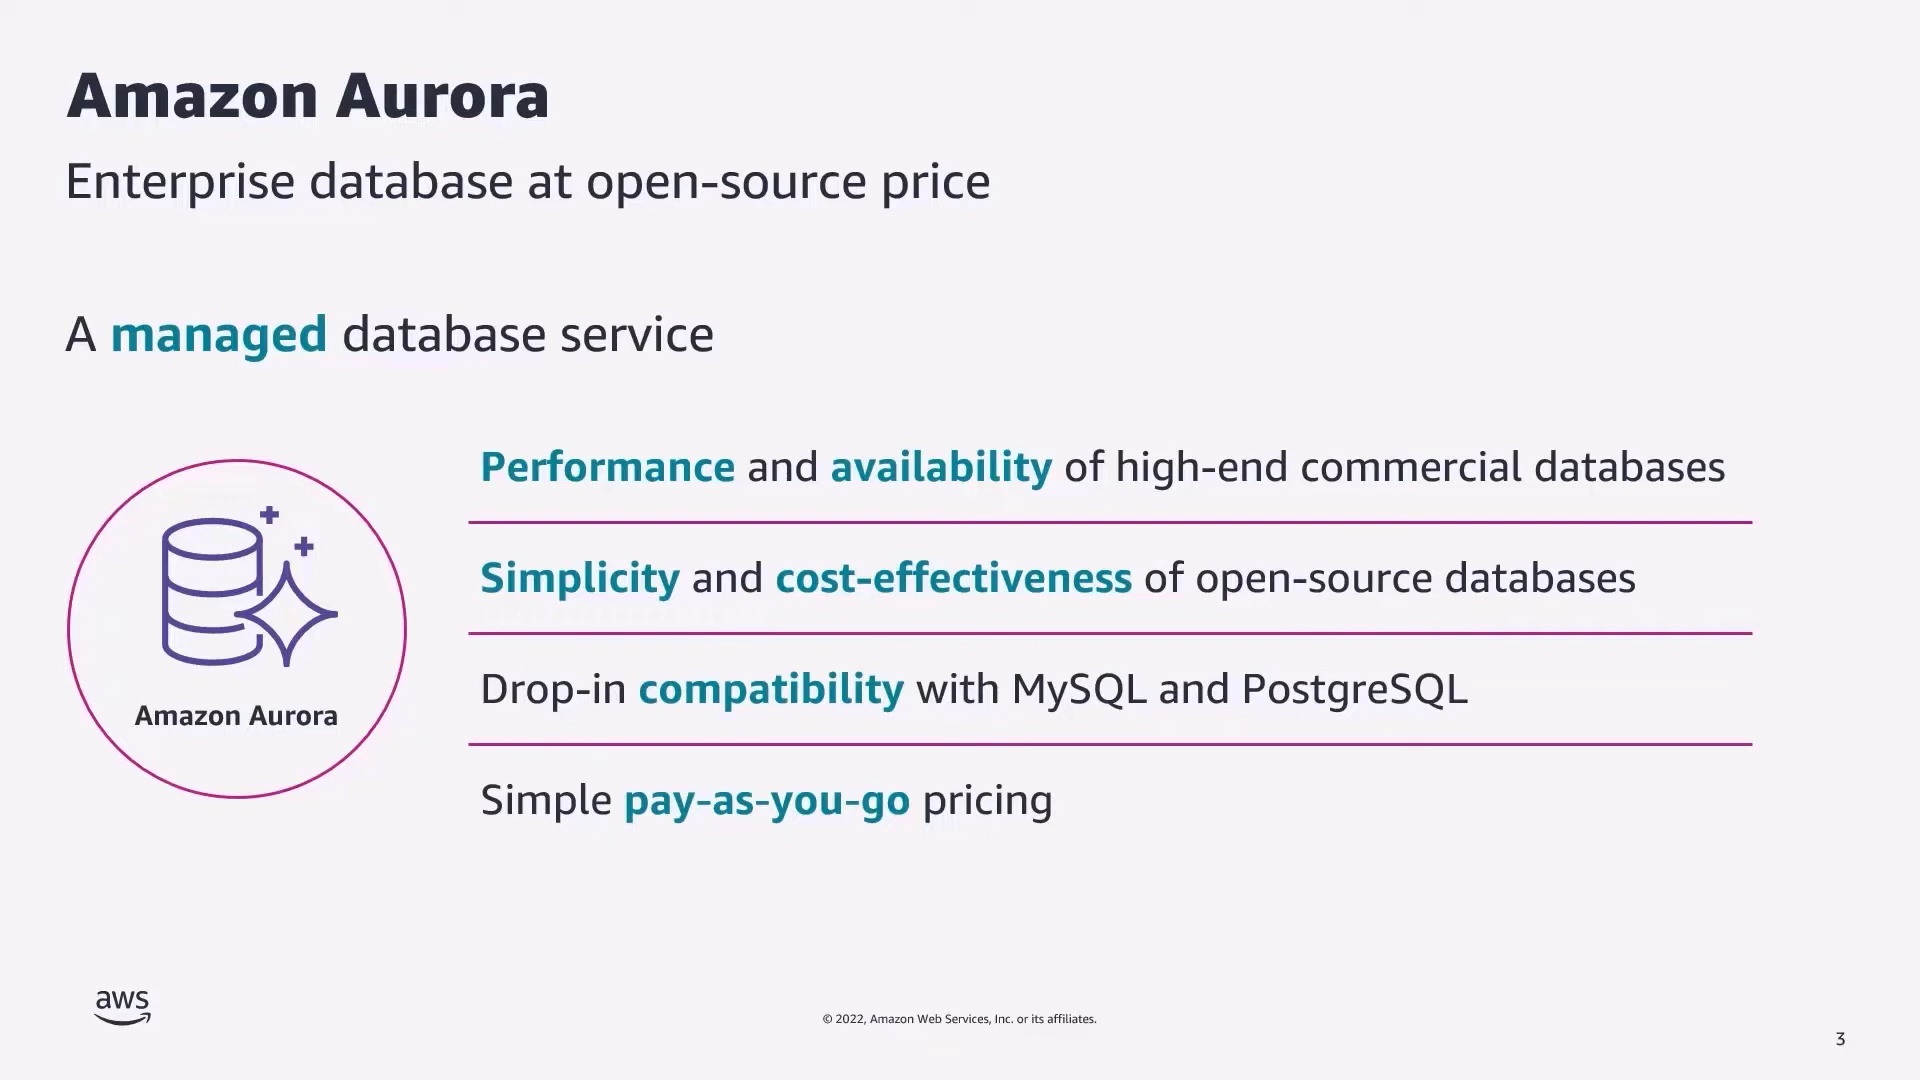 Amazon Aurora
Enterprise database at open-source price
A managed database service
Performance and availability of high-end commercial databases
Simplicity and cost-effectiveness of open-source databases
Drop-in compatibility with MySQL and PostgreSQL
Simple pay-as-you-go pricing
Amazon Aurora
aws
© 2022, Amazon Web Services, Inc. or its affiliates.
3